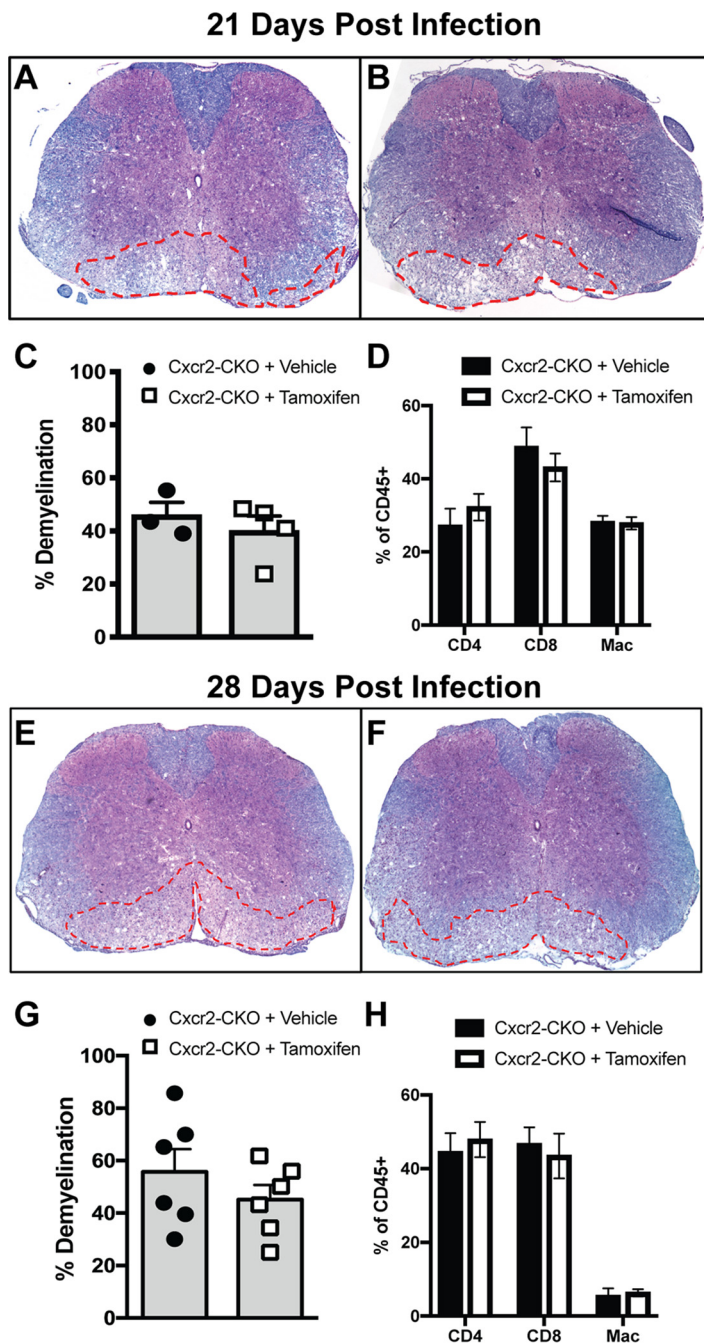 21 Days Post Infection
A
B
C
Cxcr2-CKO + Vehicle
Cxcr2-CKO + Tamoxifen
% Demyelination
100
80
60
40
20
0
D
Cxcr2-CKO + Vehicle
Cxcr2-CKO + Tamoxifen
% of CD45+
60
40
20
0
CD4 CD8 Mac
28 Days Post Infection
E
F
G
Cxcr2-CKO + Vehicle
Cxcr2-CKO + Tamoxifen
% Demyelination
100
80
60
40
20
0
H
Cxcr2-CKO + Vehicle
Cxcr2-CKO + Tamoxifen
% of CD45+
60
40
20
0
CD4 CD8 Mac